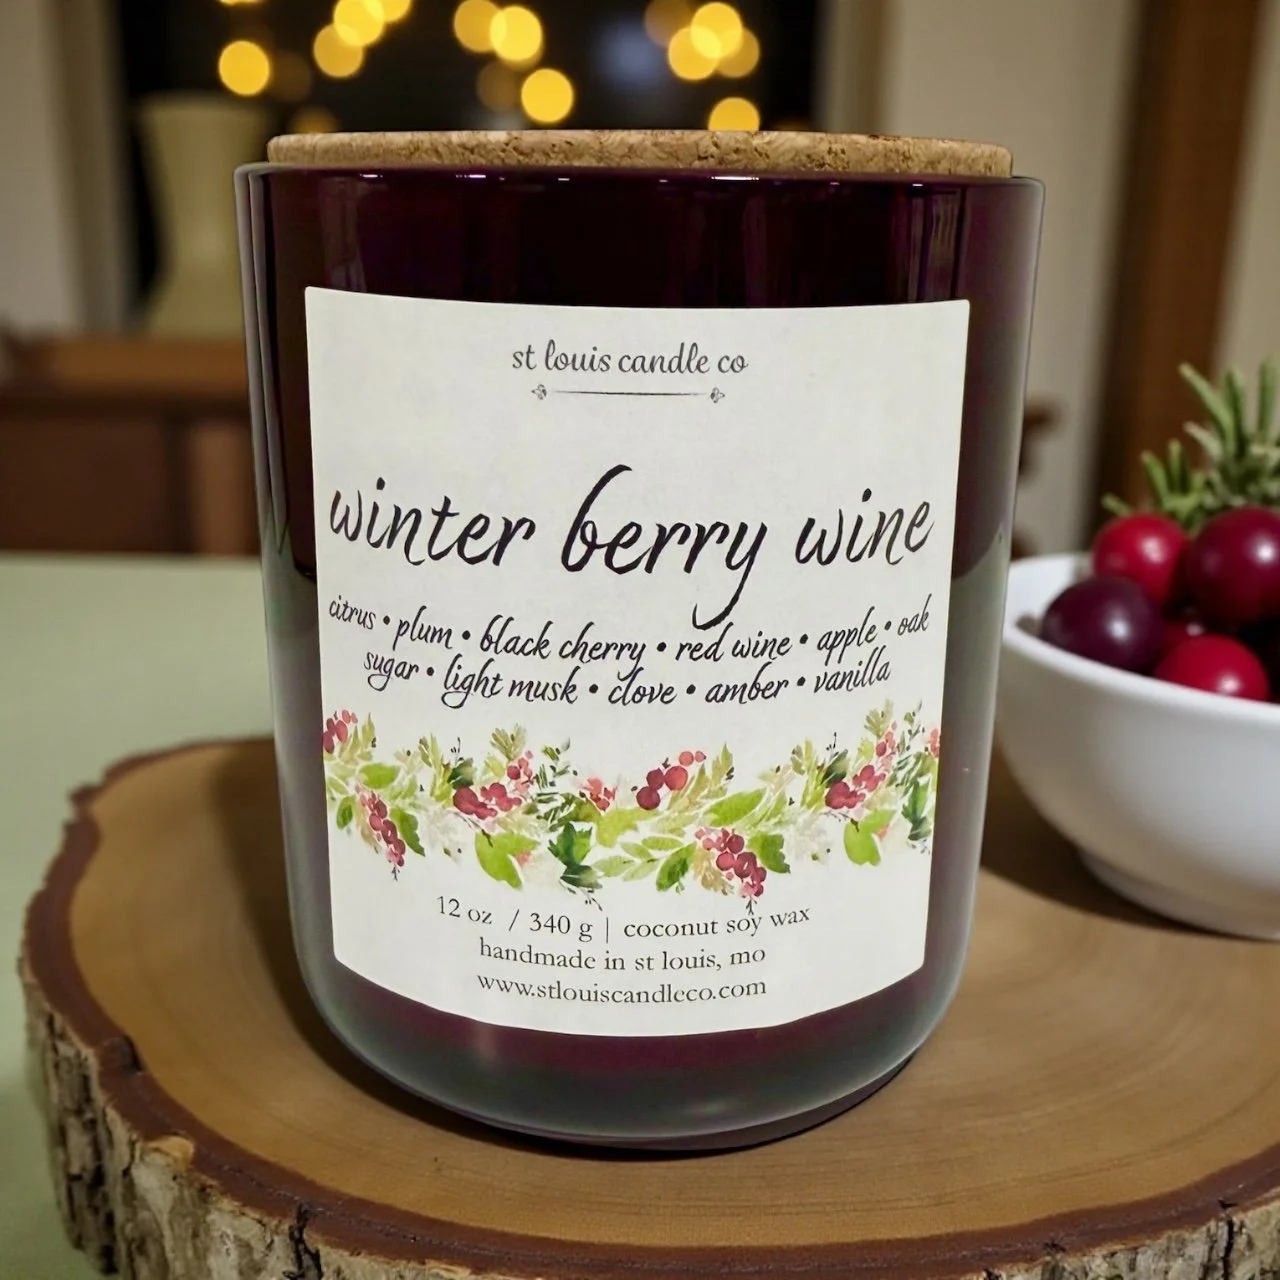 st louis candle co
winter berry wine
citrus • plum • black cherry • red wine • apple • oak
sugar • light musk • clove • amber • vanilla
12 oz / 340 g | coconut soy wax
handmade in st louis, mo
www.stlouiscandleco.com